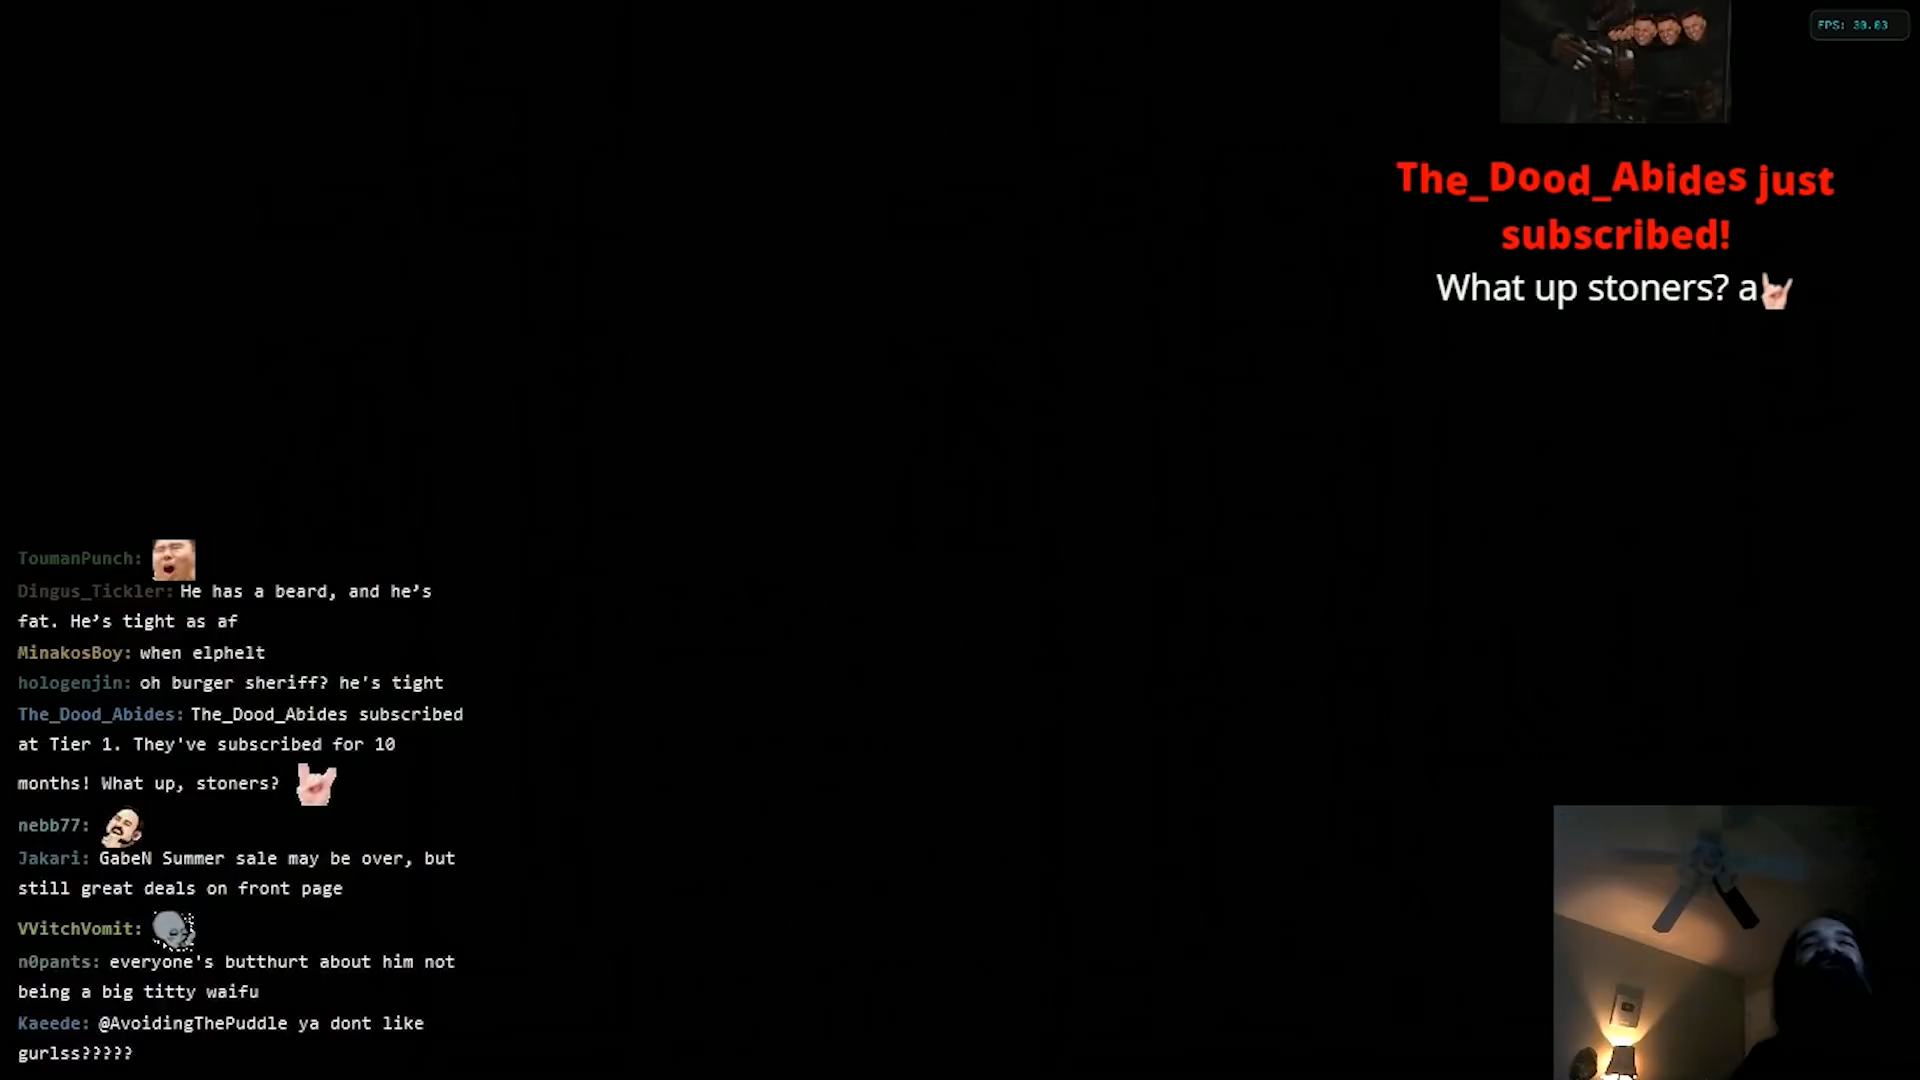 FPS: 30.03
The_Dood_Abides just
subscribed!
What up stoners? a
ToumanPunch:
Dingus_Tickler: He has a beard, and he’s
fat. He’s tight as af
MinakosBoy: when elphelt
hologenjin: oh burger sheriff? he's tight
The_Dood_Abides: The_Dood_Abides subscribed
at Tier 1. They've subscribed for 10
months! What up, stoners?
nebb77:
Jakari: GabeN Summer sale may be over, but
still great deals on front page
VVitchVomit:
n0pants: everyone's butthurt about him not
being a big titty waifu
Kaeede: @AvoidingThePuddle ya dont like
gurlss?????